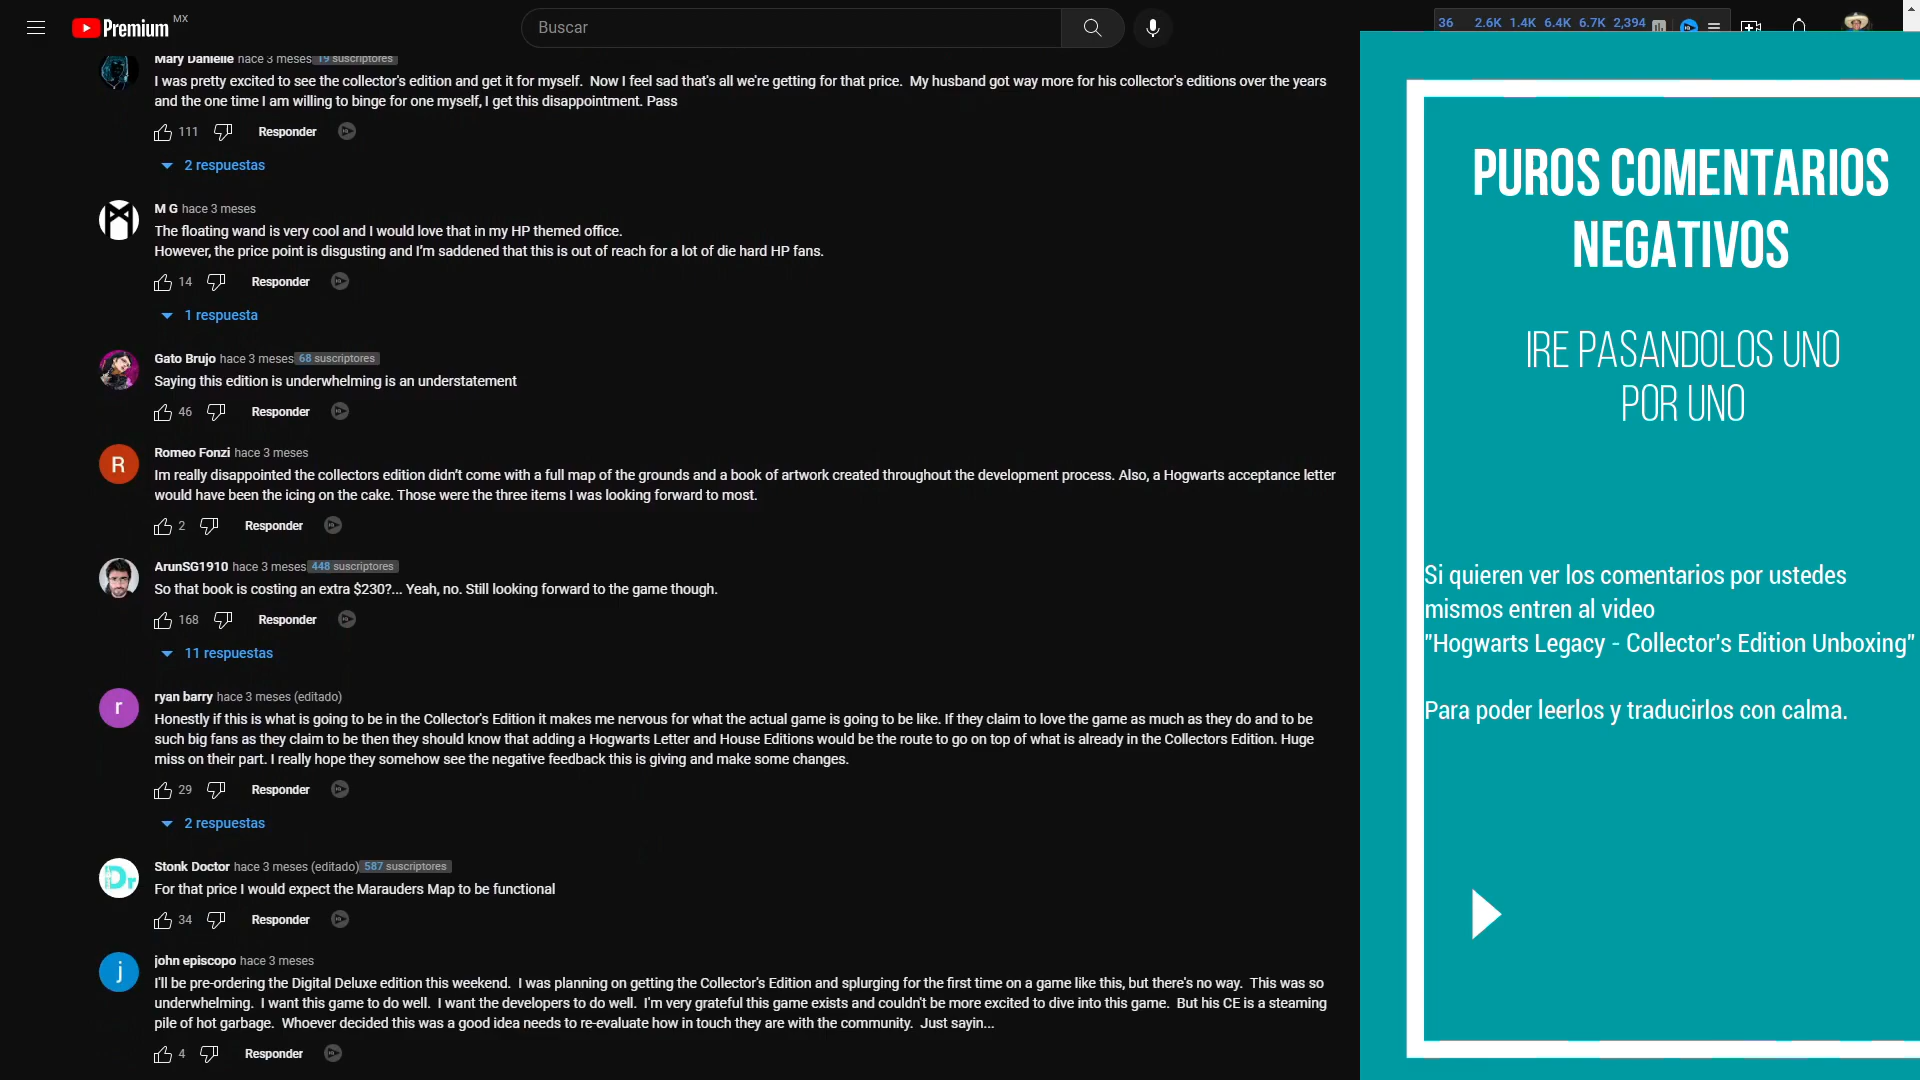 Premium MX
Buscar
36 2.6K 1.4K 6.4K 6.7K 2,394
Mary Danielle hace 3 meses 19 suscriptores
I was pretty excited to see the collector's edition and get it for myself.  Now I feel sad that's all we're getting for that price.  My husband got way more for his collector's editions over the years
and the one time I am willing to binge for one myself, I get this disappointment. Pass
111 Responder
2 respuestas
M G hace 3 meses
The floating wand is very cool and I would love that in my HP themed office.
However, the price point is disgusting and I'm saddened that this is out of reach for a lot of die hard HP fans.
14 Responder
1 respuesta
Gato Brujo hace 3 meses 68 suscriptores
Saying this edition is underwhelming is an understatement
46 Responder
R
Romeo Fonzi hace 3 meses
Im really disappointed the collectors edition didn't come with a full map of the grounds and a book of artwork created throughout the development process. Also, a Hogwarts acceptance letter
would have been the icing on the cake. Those were the three items I was looking forward to most.
2 Responder
ArunSG1910 hace 3 meses 448 suscriptores
So that book is costing an extra $230?... Yeah, no. Still looking forward to the game though.
168 Responder
11 respuestas
r
ryan barry hace 3 meses (editado)
Honestly if this is what is going to be in the Collector's Edition it makes me nervous for what the actual game is going to be like. If they claim to love the game as much as they do and to be
such big fans as they claim to be then they should know that adding a Hogwarts Letter and House Editions would be the route to go on top of what is already in the Collectors Edition. Huge
miss on their part. I really hope they somehow see the negative feedback this is giving and make some changes.
29 Responder
2 respuestas
Dr
Stonk Doctor hace 3 meses (editado) 587 suscriptores
For that price I would expect the Marauders Map to be functional
34 Responder
j
john episcopo hace 3 meses
I'll be pre-ordering the Digital Deluxe edition this weekend.  I was planning on getting the Collector's Edition and splurging for the first time on a game like this, but there's no way.  This was so
underwhelming.  I want this game to do well.  I want the developers to do well.  I'm very grateful this game exists and couldn't be more excited to dive into this game.  But his CE is a steaming
pile of hot garbage.  Whoever decided this was a good idea needs to re-evaluate how in touch they are with the community.  Just sayin...
4 Responder
PUROS COMENTARIOS
NEGATIVOS
IRE PASANDOLOS UNO
POR UNO
Si quieren ver los comentarios por ustedes
mismos entren al video
"Hogwarts Legacy - Collector's Edition Unboxing"
Para poder leerlos y traducirlos con calma.